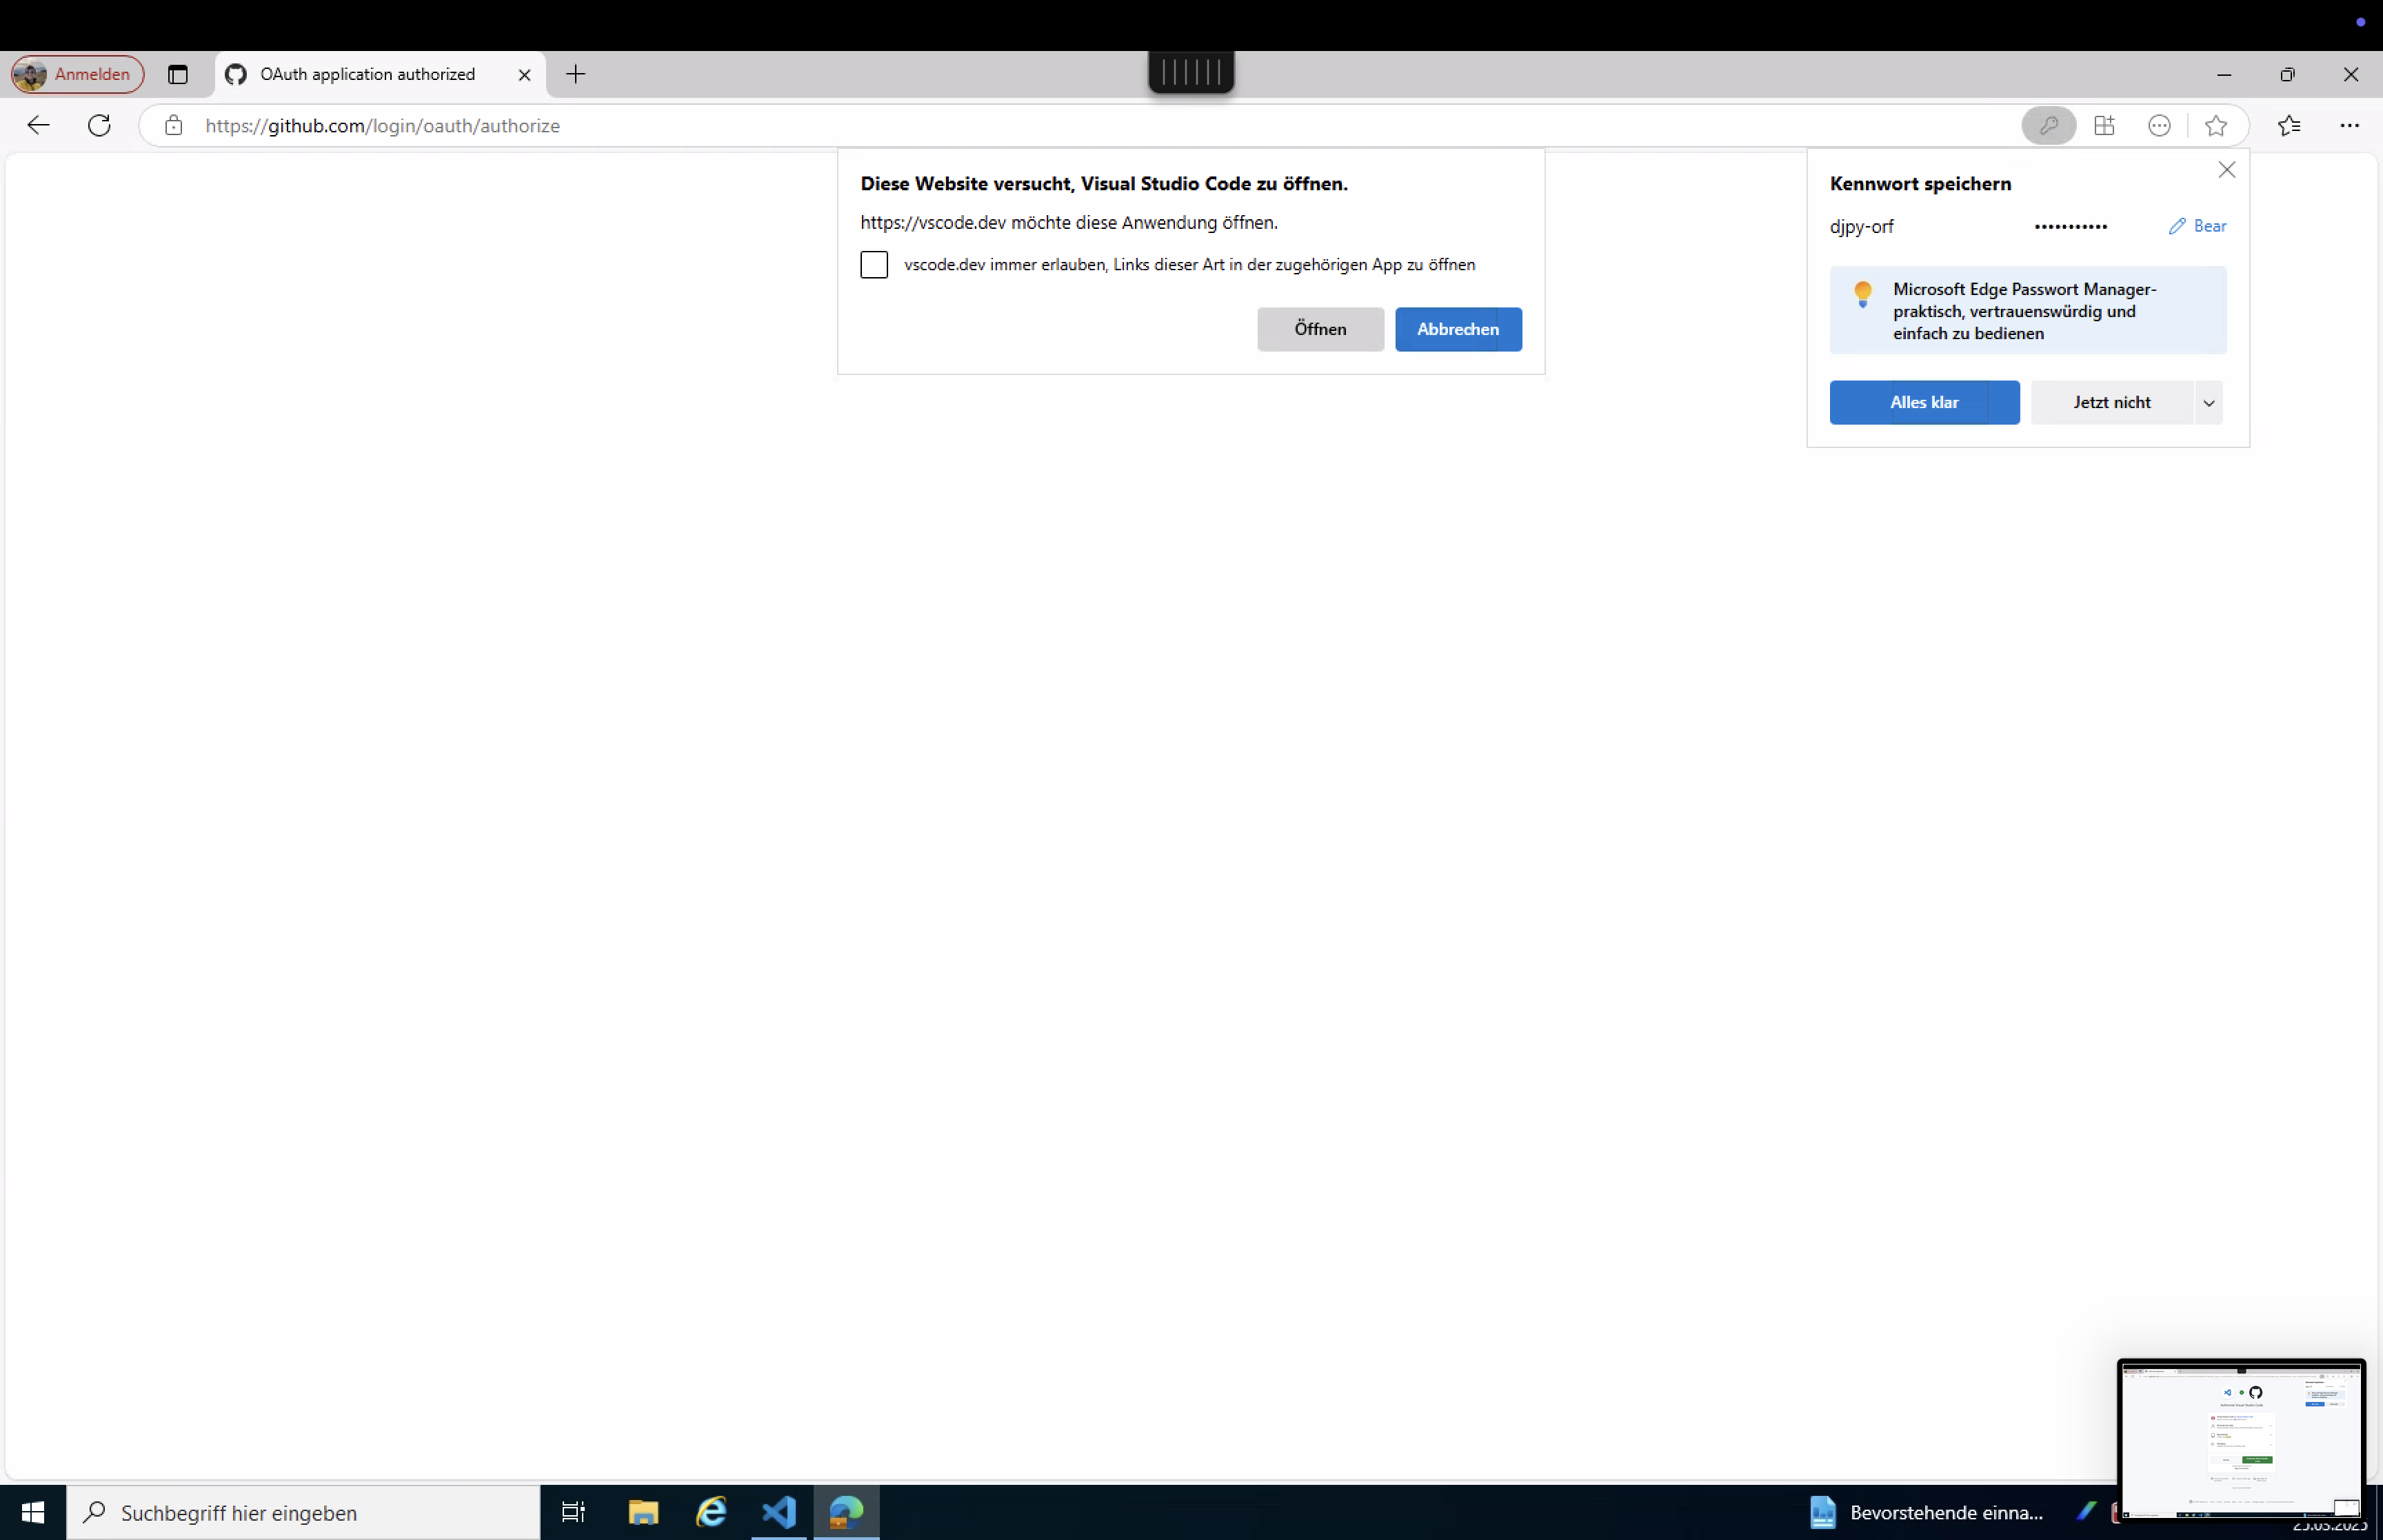 Anmelden
OAuth application authorized
https://github.com/login/oauth/authorize
Diese Website versucht, Visual Studio Code zu öffnen.
https://vscode.dev möchte diese Anwendung öffnen.
vscode.dev immer erlauben, Links dieser Art in der zugehörigen App zu öffnen
Öffnen
Abbrechen
Kennwort speichern
djpy-orf
•••••••••••
Bear
Microsoft Edge Passwort Manager-
praktisch, vertrauenswürdig und
einfach zu bedienen
Alles klar
Jetzt nicht
Suchbegriff hier eingeben
Bevorstehende einna...